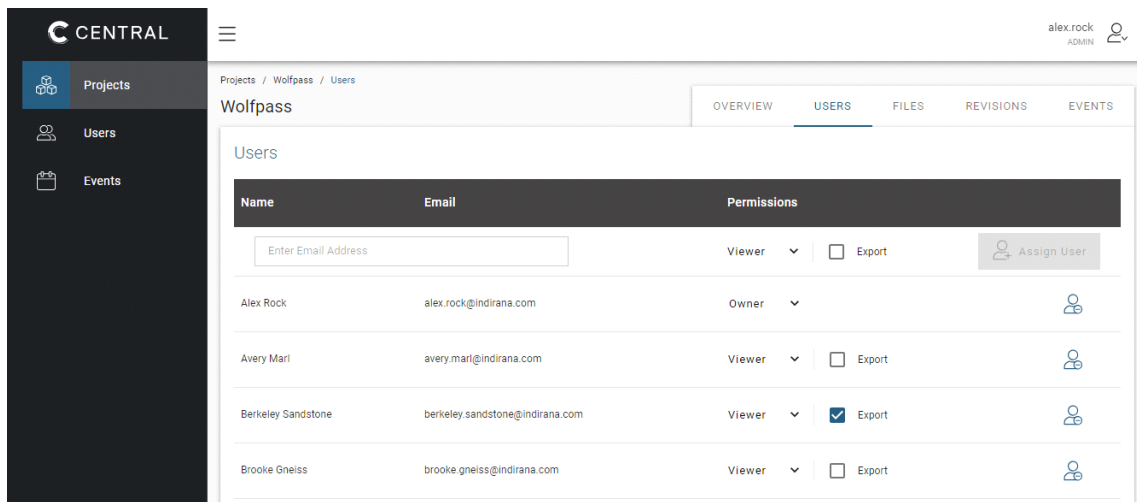 CENTRAL
alex.rock
ADMIN
Projects
Users
Events
Projects / Wolfpass / Users
Wolfpass
OVERVIEW USERS FILES REVISIONS EVENTS
Users
Name Email Permissions
Enter Email Address Viewer Export Assign User
Alex Rock alex.rock@indirana.com Owner
Avery Marl avery.marl@indirana.com Viewer Export
Berkeley Sandstone berkeley.sandstone@indirana.com Viewer Export
Brooke Gneiss brooke.gneiss@indirana.com Viewer Export